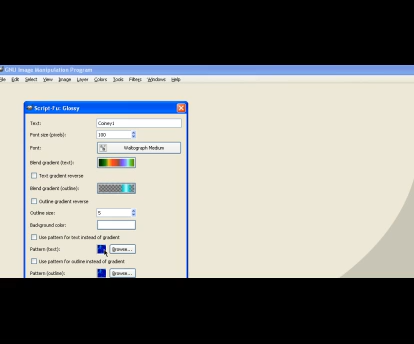 GNU Image Manipulation Program
File Edit Select View Image Layer Colors Tools Filters Windows Help
Script-Fu: Glossy
Text: Comey1
Font size (pixels): 100
Font: Waltograph Medium
Blend gradient (text):
Text gradient reverse
Blend gradient (outline):
Outline gradient reverse
Outline size: 5
Background color:
Use pattern for text instead of gradient
Pattern (text): Browse...
Use pattern for outline instead of gradient
Pattern (outline): Browse...